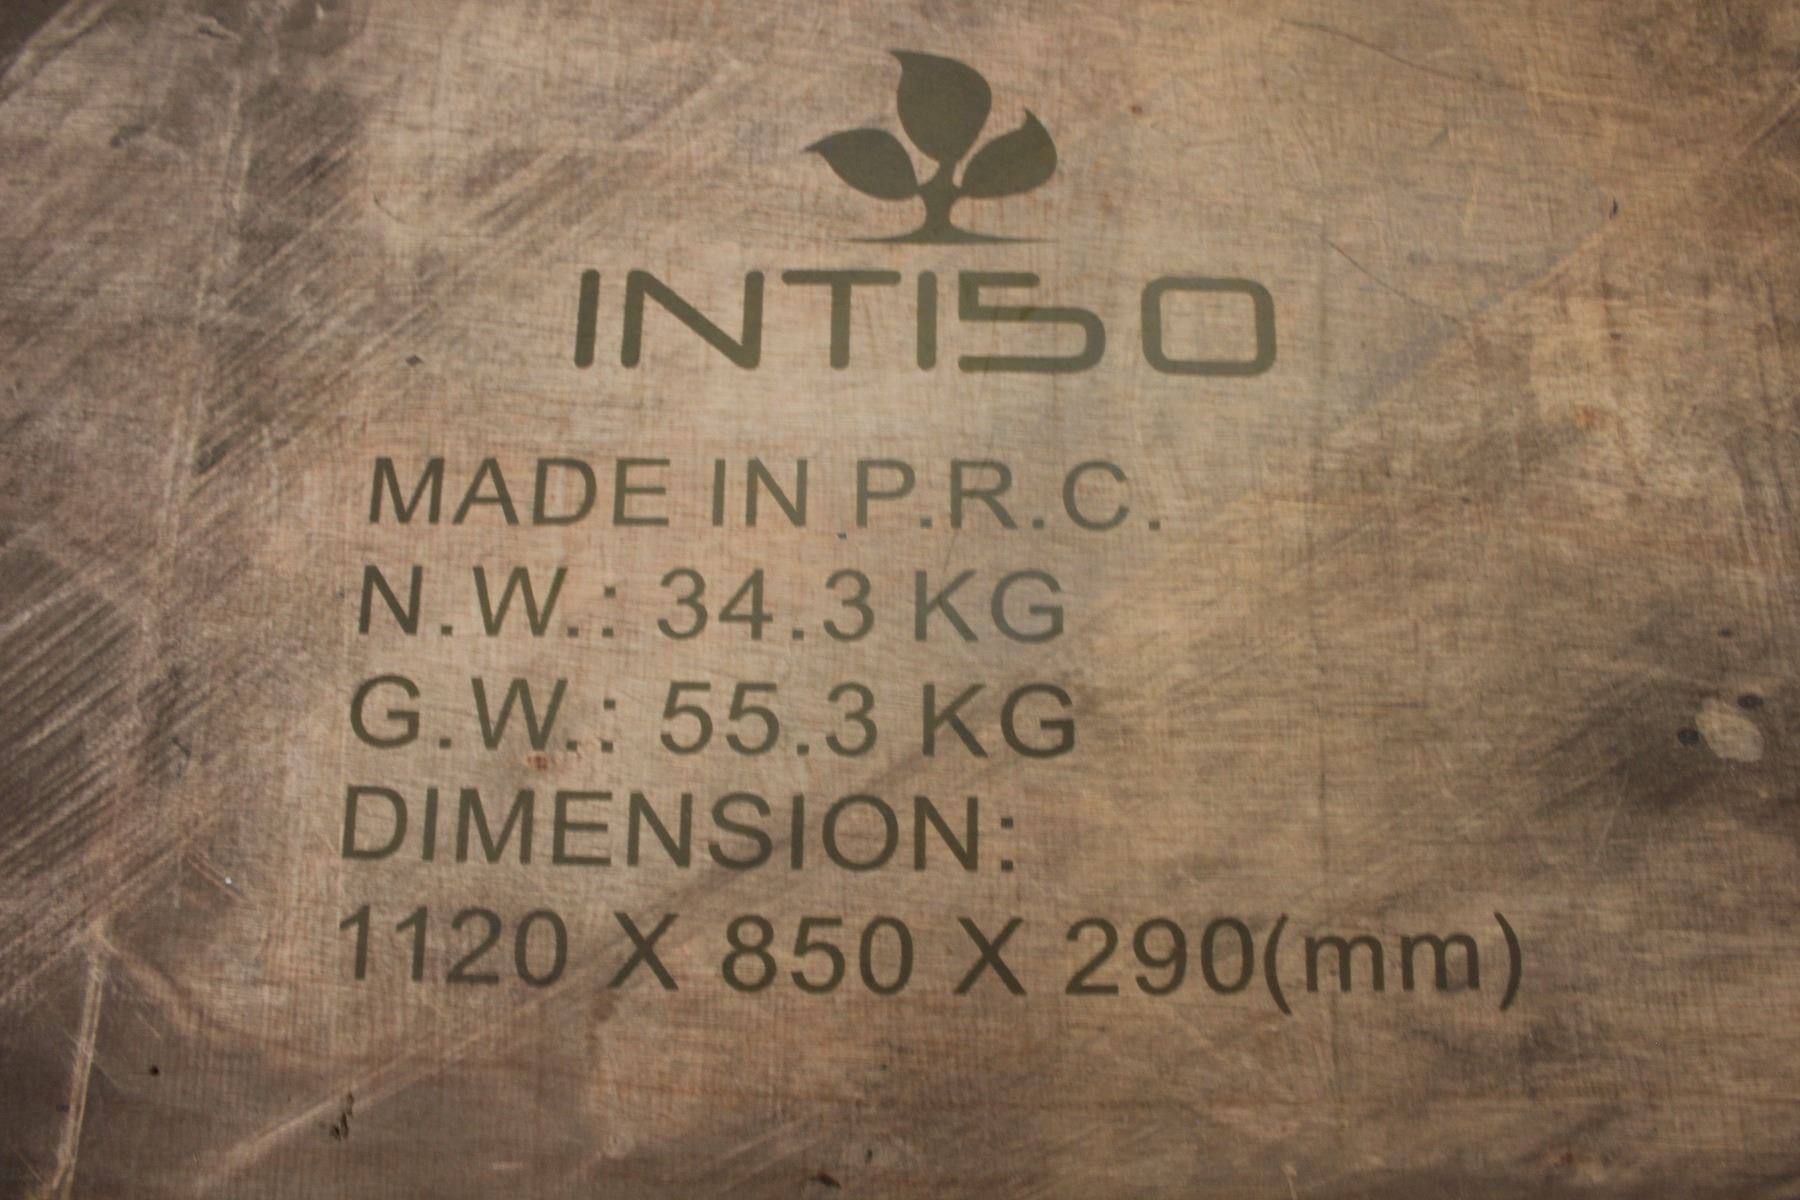 INTISO
MADE IN P.R.C.
N.W.: 34.3 KG
G.W.: 55.3 KG
DIMENSION:
1120 X 850 X 290(mm)